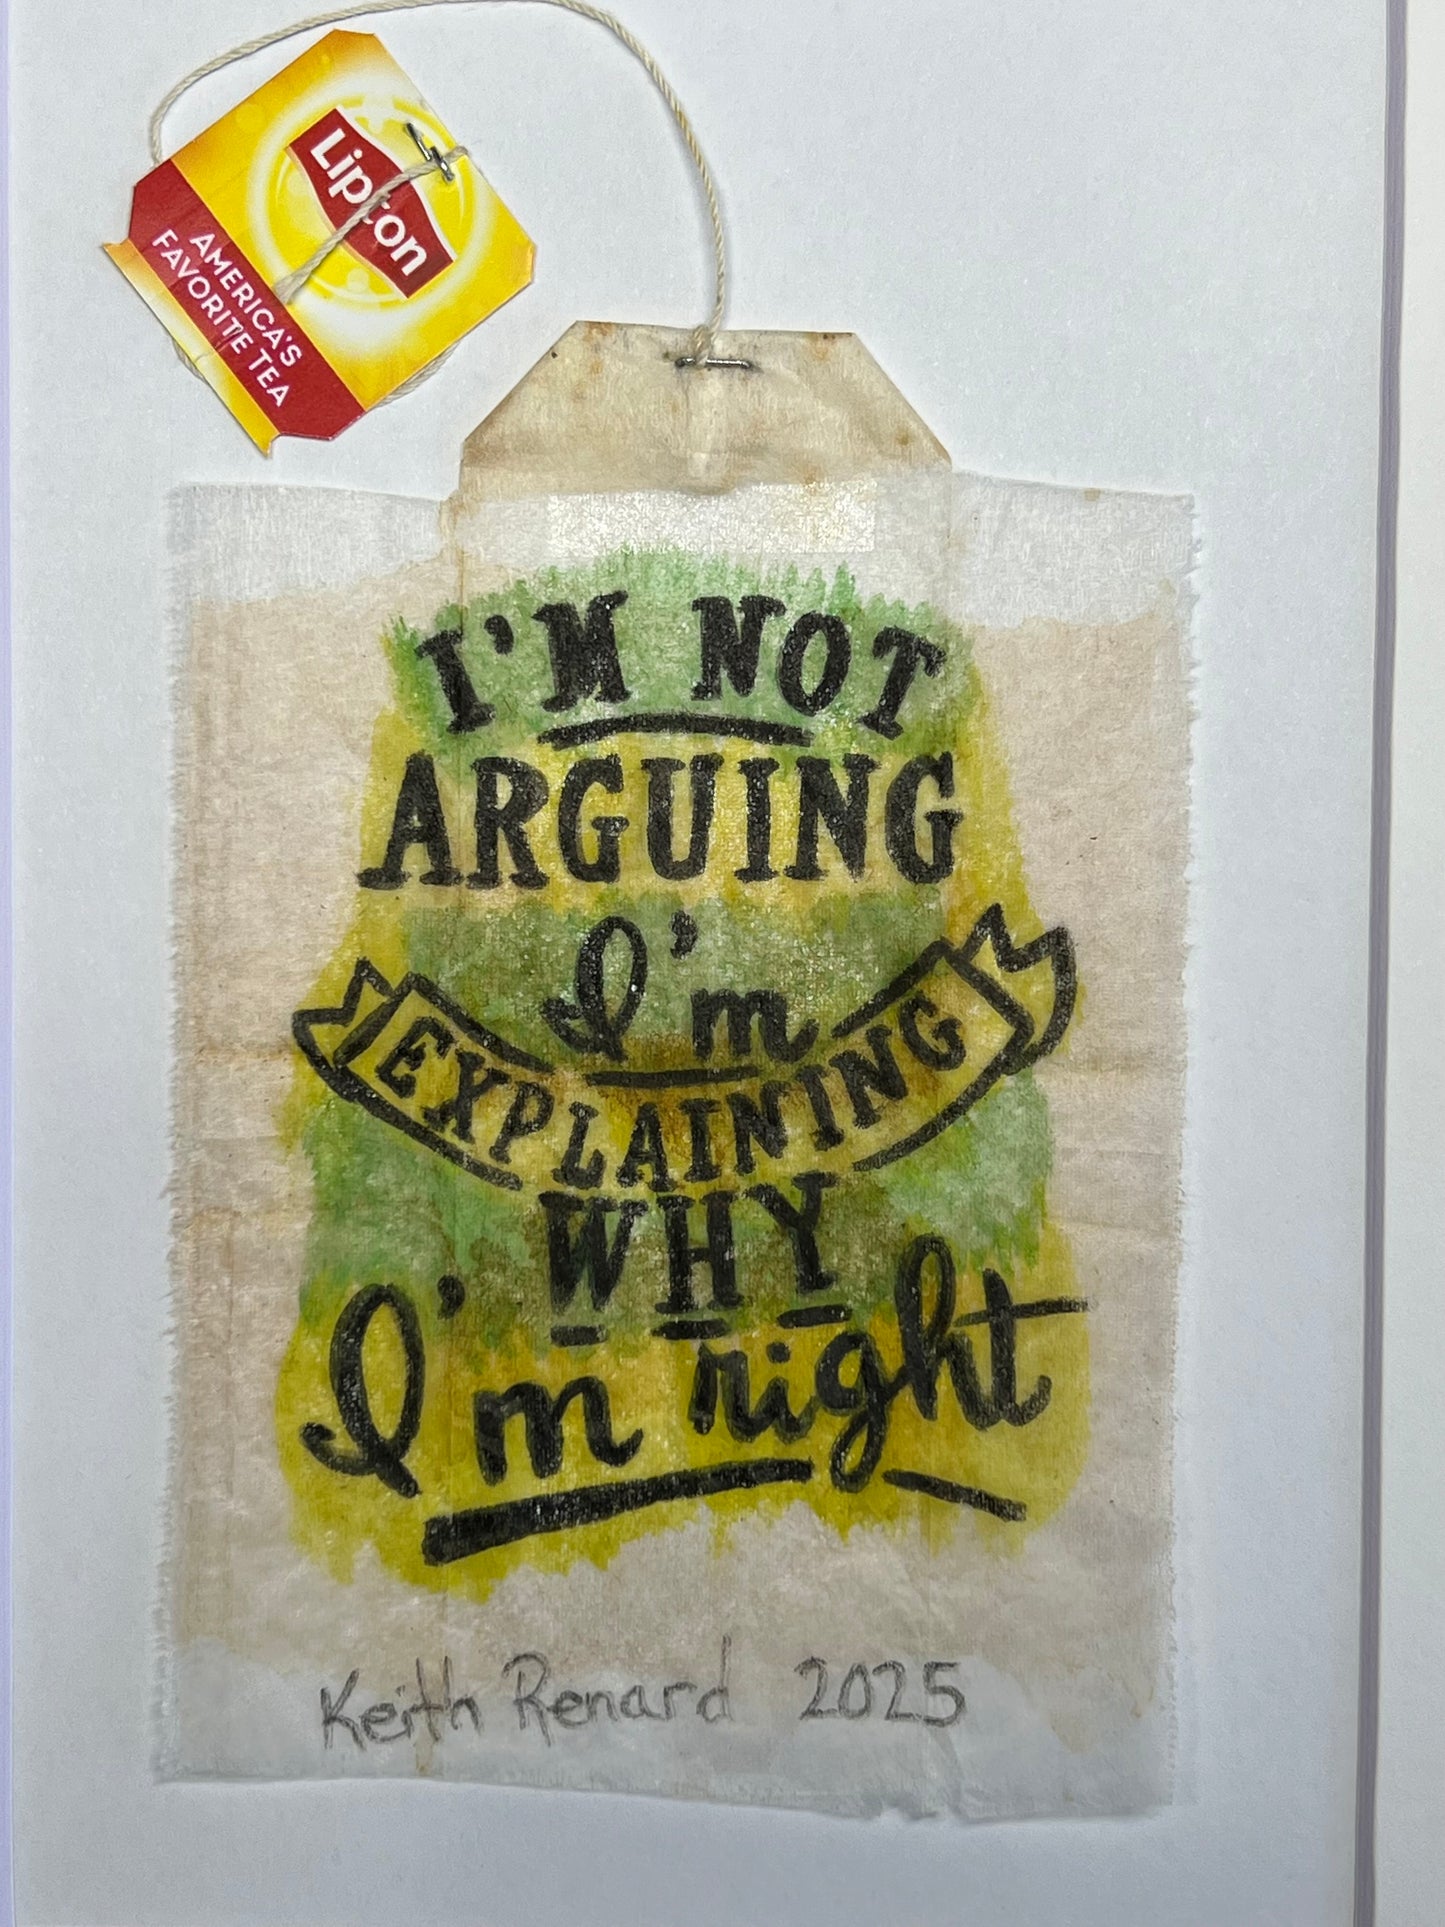 Lipton
AMERICA'S
FAVORITE TEA
I'M NOT
ARGUING
I'm
EXPLAINING
WHY
I'm right
Keith Renard 2025